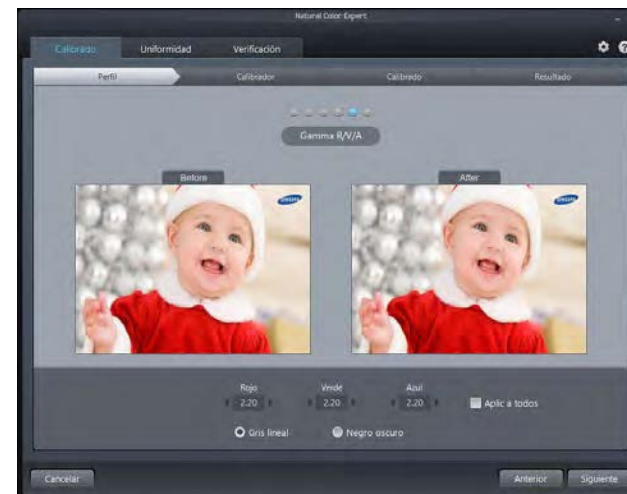 Natural Color Expert
Calibrado Uniformidad Verificación
Perfil Calibrador Calibrado Resultado
Gamma R/V/A
Before After
SAMSUNG SAMSUNG
Rojo Verde Azul
2.20 2.20 2.20 Aplic a todos
Gris lineal Negro oscuro
Cancelar Anterior Siguiente